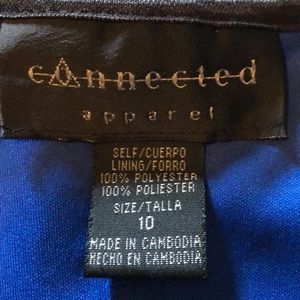 connected
apparel
SELF/CUERPO
LINING/FORRO
100% POLYESTER
100% POLIESTER
SIZE/TALLA
10
MADE IN CAMBODIA
HECHO EN CAMBODIA